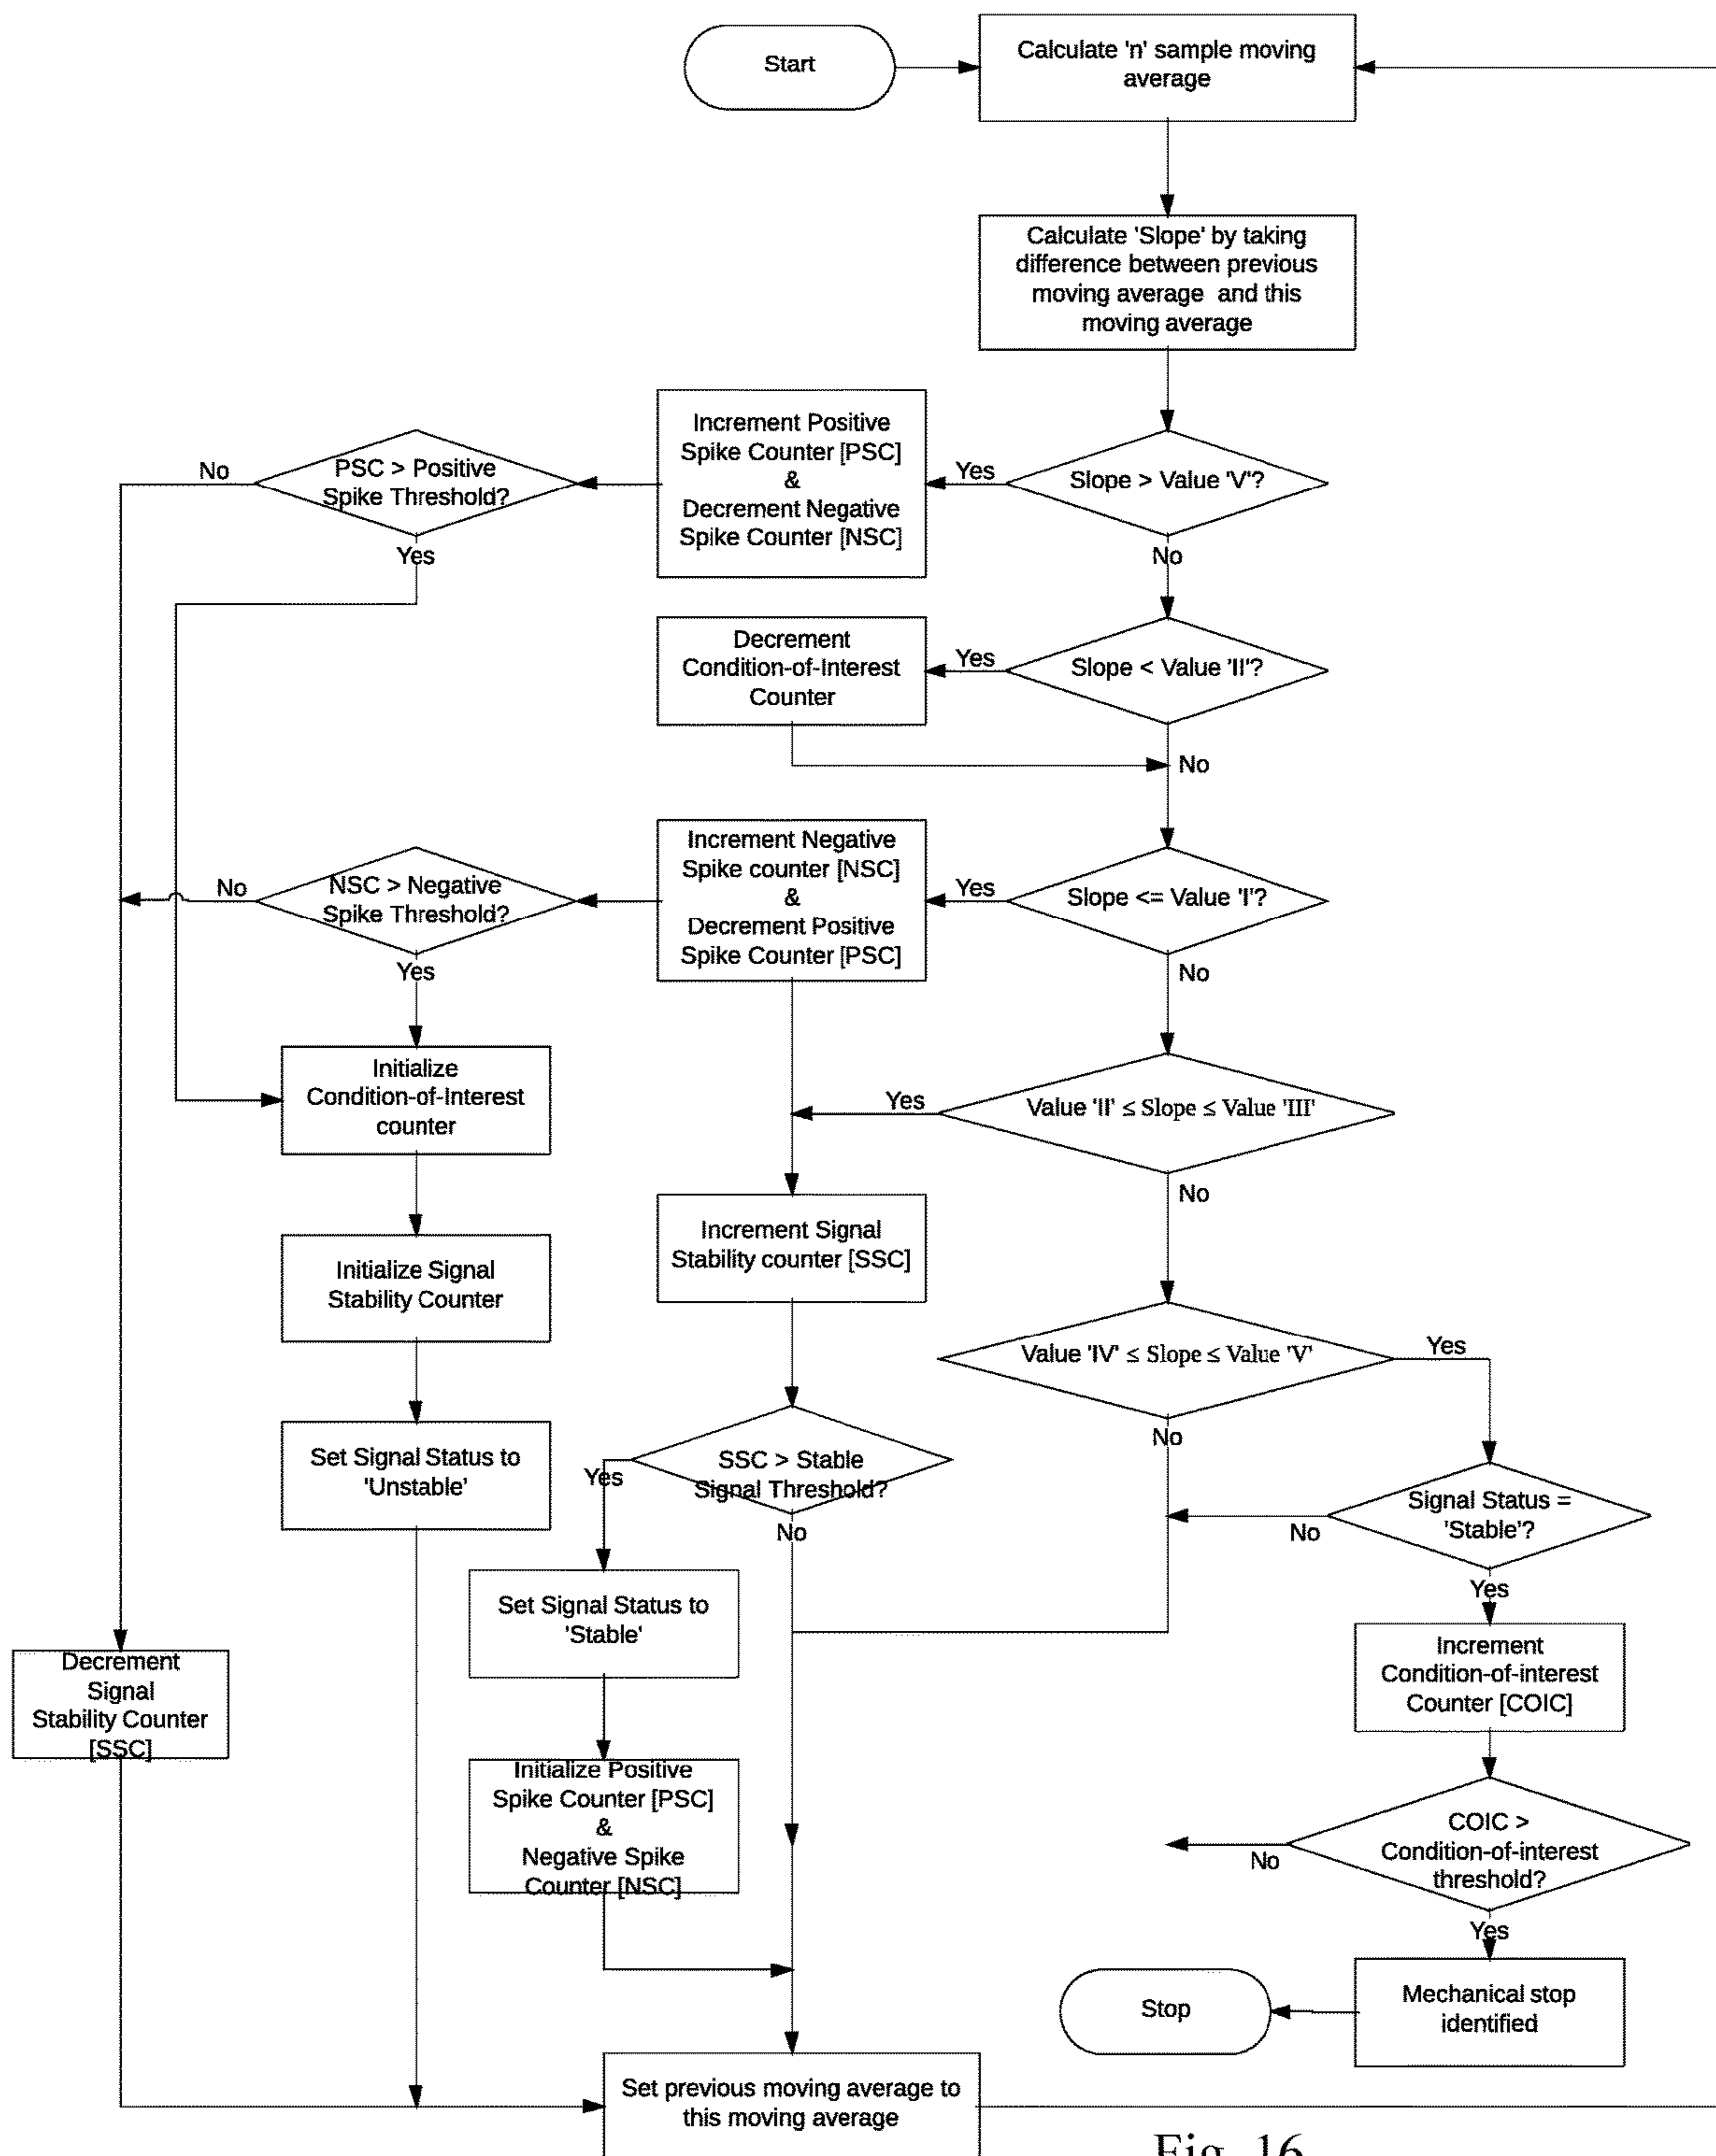 Start
Calculate 'n' sample moving
average
Calculate 'Slope' by taking
difference between previous
moving average and this
moving average
Slope > Value 'V'?
Yes
No
Increment Positive
Spike Counter [PSC]
&
Decrement Negative
Spike Counter [NSC]
PSC > Positive
Spike Threshold?
No
Yes
Slope < Value 'II'?
Yes
No
Decrement
Condition-of-Interest
Counter
Slope <= Value 'I'?
Yes
No
Increment Negative
Spike counter [NSC]
&
Decrement Positive
Spike Counter [PSC]
NSC > Negative
Spike Threshold?
No
Yes
Initialize
Condition-of-Interest
counter
Initialize Signal
Stability Counter
Set Signal Status to
'Unstable'
Value 'II' ≤ Slope ≤ Value 'III'
Yes
No
Increment Signal
Stability counter [SSC]
Value 'IV' ≤ Slope ≤ Value 'V'
Yes
No
SSC > Stable
Signal Threshold?
Yes
No
Signal Status =
'Stable'?
No
Yes
Set Signal Status to
'Stable'
Increment
Condition-of-interest
Counter [COIC]
Decrement
Signal
Stability Counter
[SSC]
Initialize Positive
Spike Counter [PSC]
&
Negative Spike
Counter [NSC]
COIC >
Condition-of-interest
threshold?
No
Yes
Mechanical stop
identified
Stop
Set previous moving average to
this moving average
Fig. 16